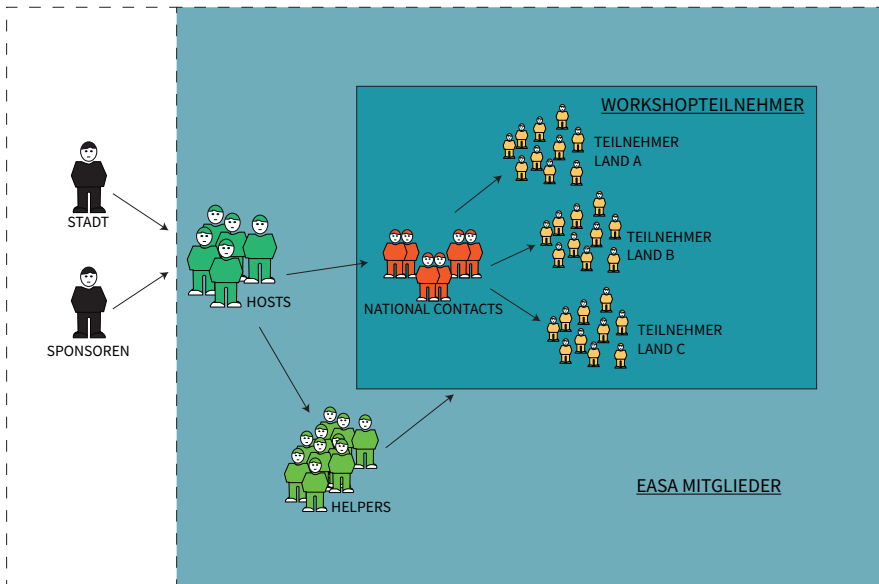 WORKSHOPTEILNEHMER
TEILNEHMER
LAND A
STADT
TEILNEHMER
LAND B
HOSTS
NATIONAL CONTACTS
SPONSOREN
TEILNEHMER
LAND C
EASA MITGLIEDER
HELPERS